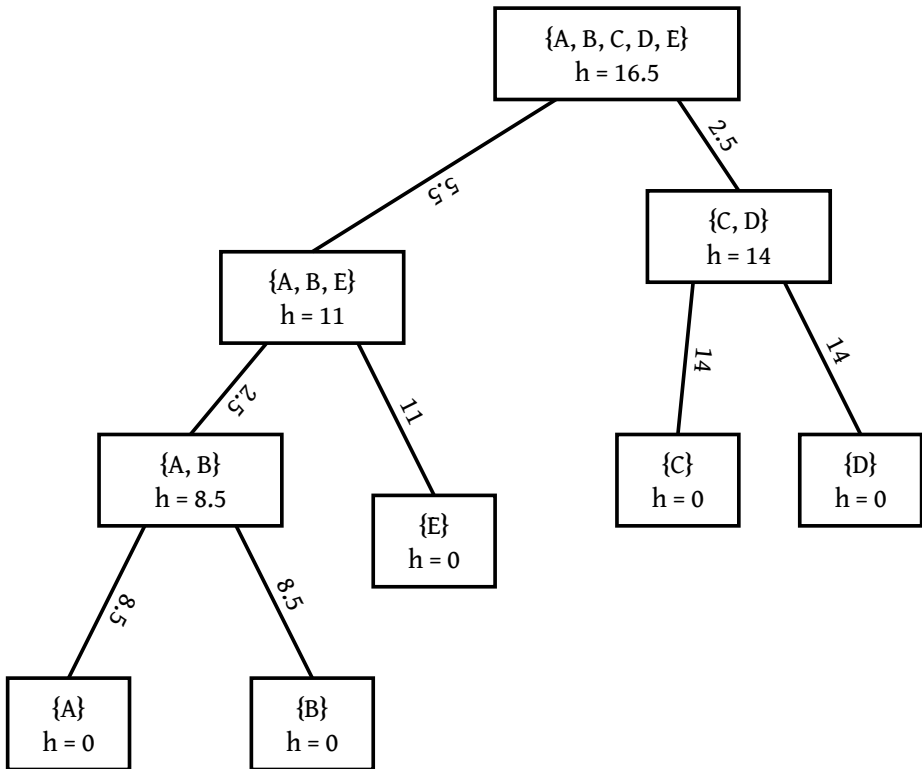 {A, B, C, D, E}
h = 16.5
5.5
2.5
{C, D}
h = 14
{A, B, E}
h = 11
14
14
2.5
11
{A, B}
h = 8.5
{C}
h = 0
{D}
h = 0
{E}
h = 0
8.5
8.5
{A}
h = 0
{B}
h = 0